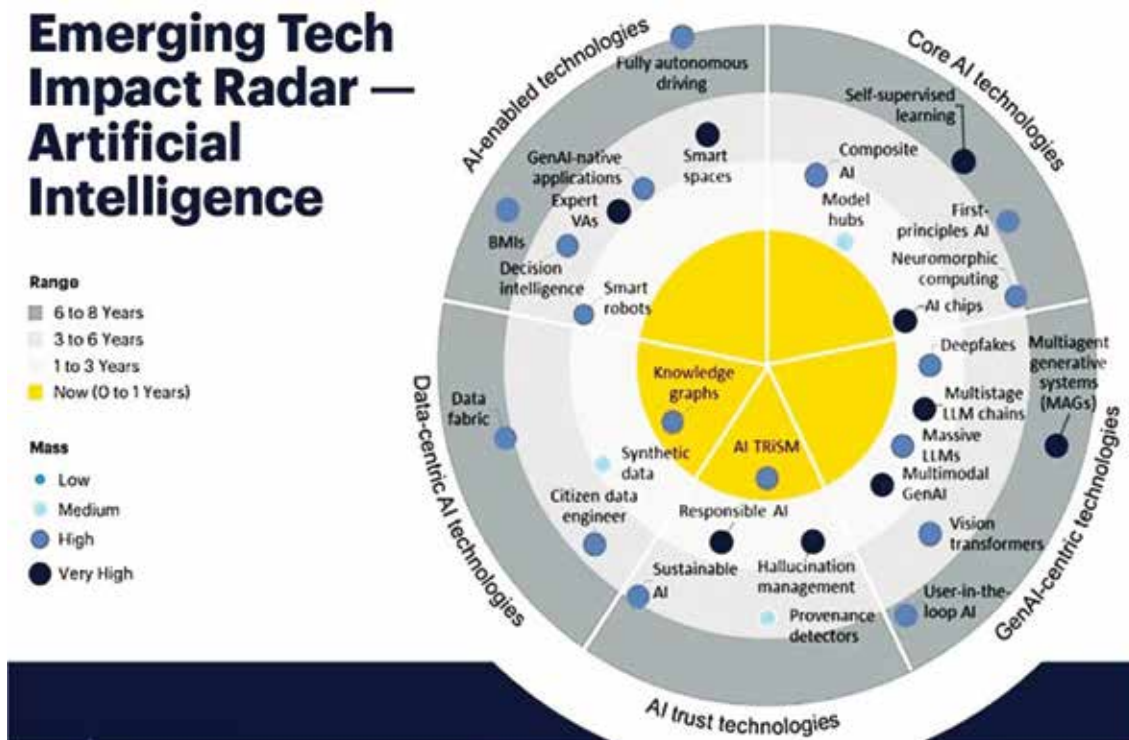 Emerging Tech
Impact Radar —
Artificial
Intelligence
Range
6 to 8 Years
3 to 6 Years
1 to 3 Years
Now (0 to 1 Years)
Mass
Low
Medium
High
Very High
AI-enabled technologies
Fully autonomous
driving
Smart
spaces
GenAI-native
applications
Expert
VAs
BMIs
Decision
intelligence
Smart
robots
Core AI technologies
Self-supervised
learning
Composite
AI
Model
hubs
First-
principles AI
Neuromorphic
computing
AI chips
GenAI-centric technologies
Deepfakes
Multiagent
generative
systems
(MAGs)
Multistage
LLM chains
Massive
LLMs
Multimodal
GenAI
Vision
transformers
User-in-the-
loop AI
AI trust technologies
AI TRiSM
Responsible AI
Hallucination
management
Sustainable
AI
Provenance
detectors
Data-centric AI technologies
Knowledge
graphs
Data
fabric
Synthetic
data
Citizen data
engineer